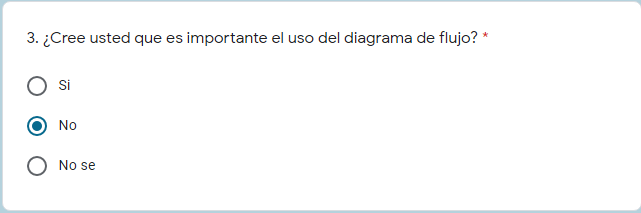 3. ¿Cree usted que es importante el uso del diagrama de flujo? *
Si
No
No se